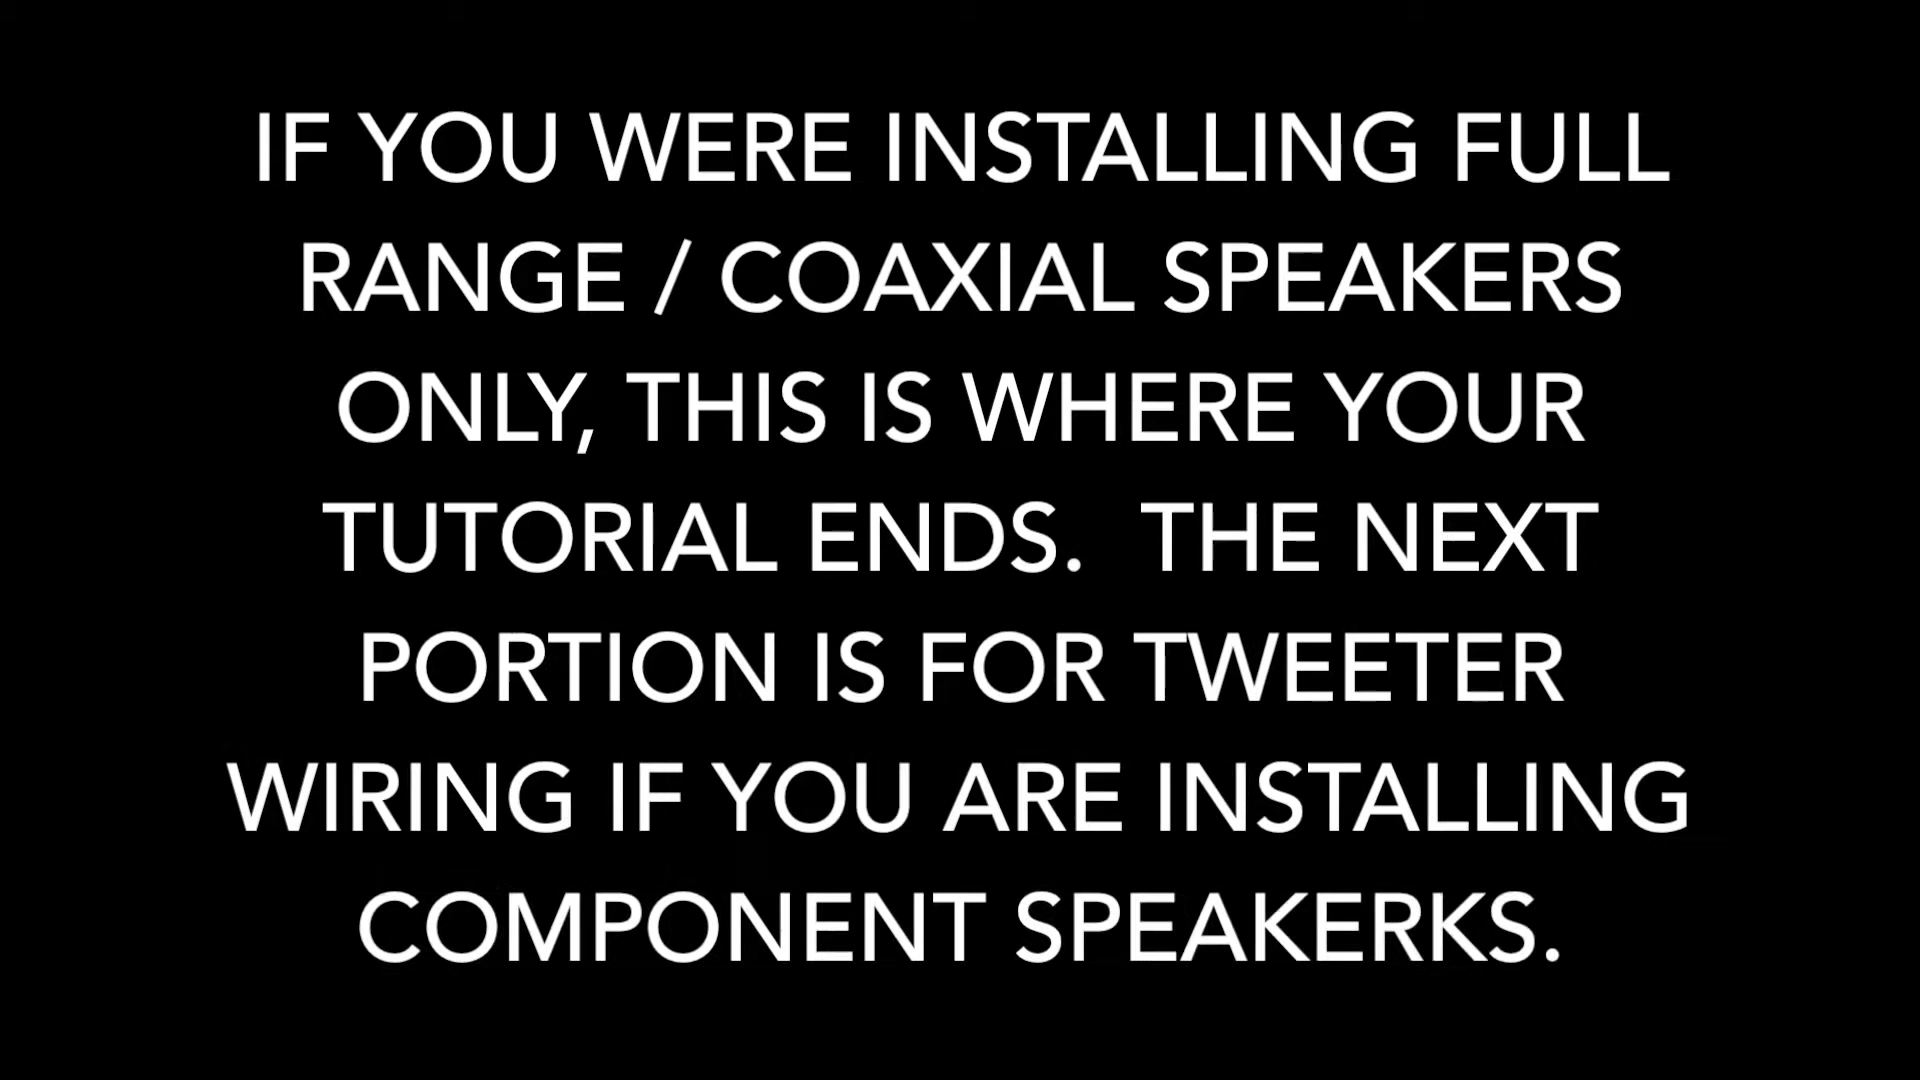 IF YOU WERE INSTALLING FULL
RANGE / COAXIAL SPEAKERS
ONLY, THIS IS WHERE YOUR
TUTORIAL ENDS.  THE NEXT
PORTION IS FOR TWEETER
WIRING IF YOU ARE INSTALLING
COMPONENT SPEAKERKS.